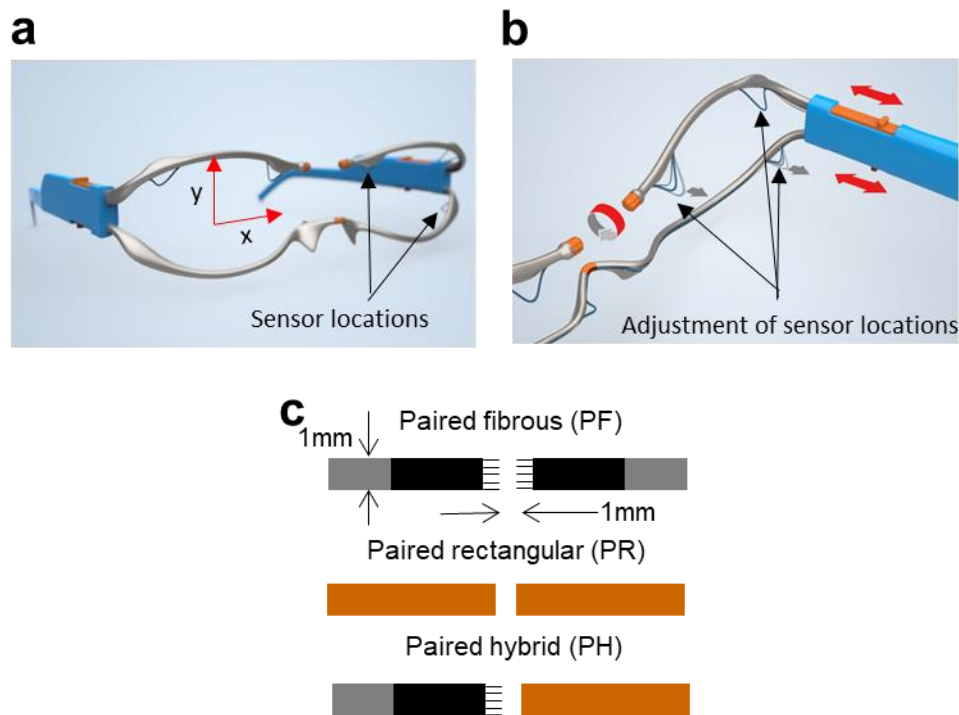 a
b
y
x
Sensor locations
Adjustment of sensor locations
c
Paired fibrous (PF)
1mm
1mm
Paired rectangular (PR)
Paired hybrid (PH)